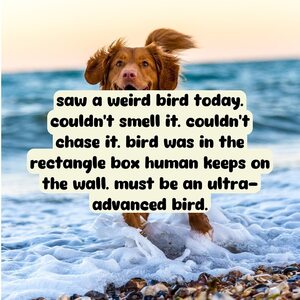 saw a weird bird today.
couldn't smell it. couldn't
chase it. bird was in the
rectangle box human keeps on
the wall. must be an ultra-
advanced bird.